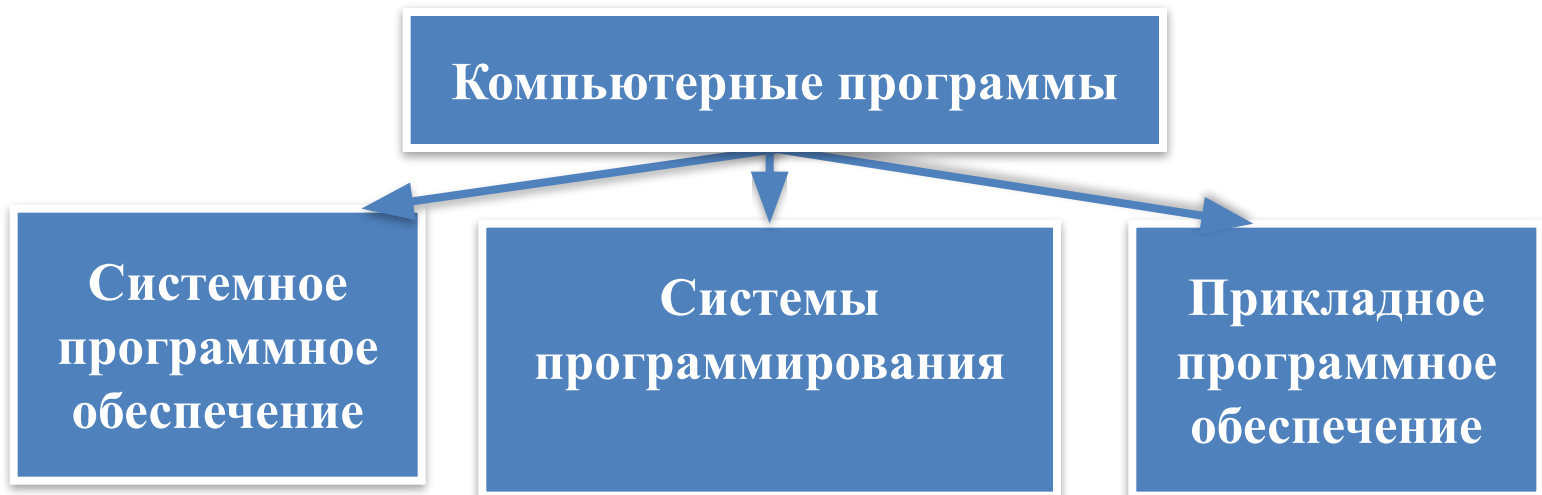 Компьютерные программы
Системное
программное
обеспечение
Системы
программирования
Прикладное
программное
обеспечение